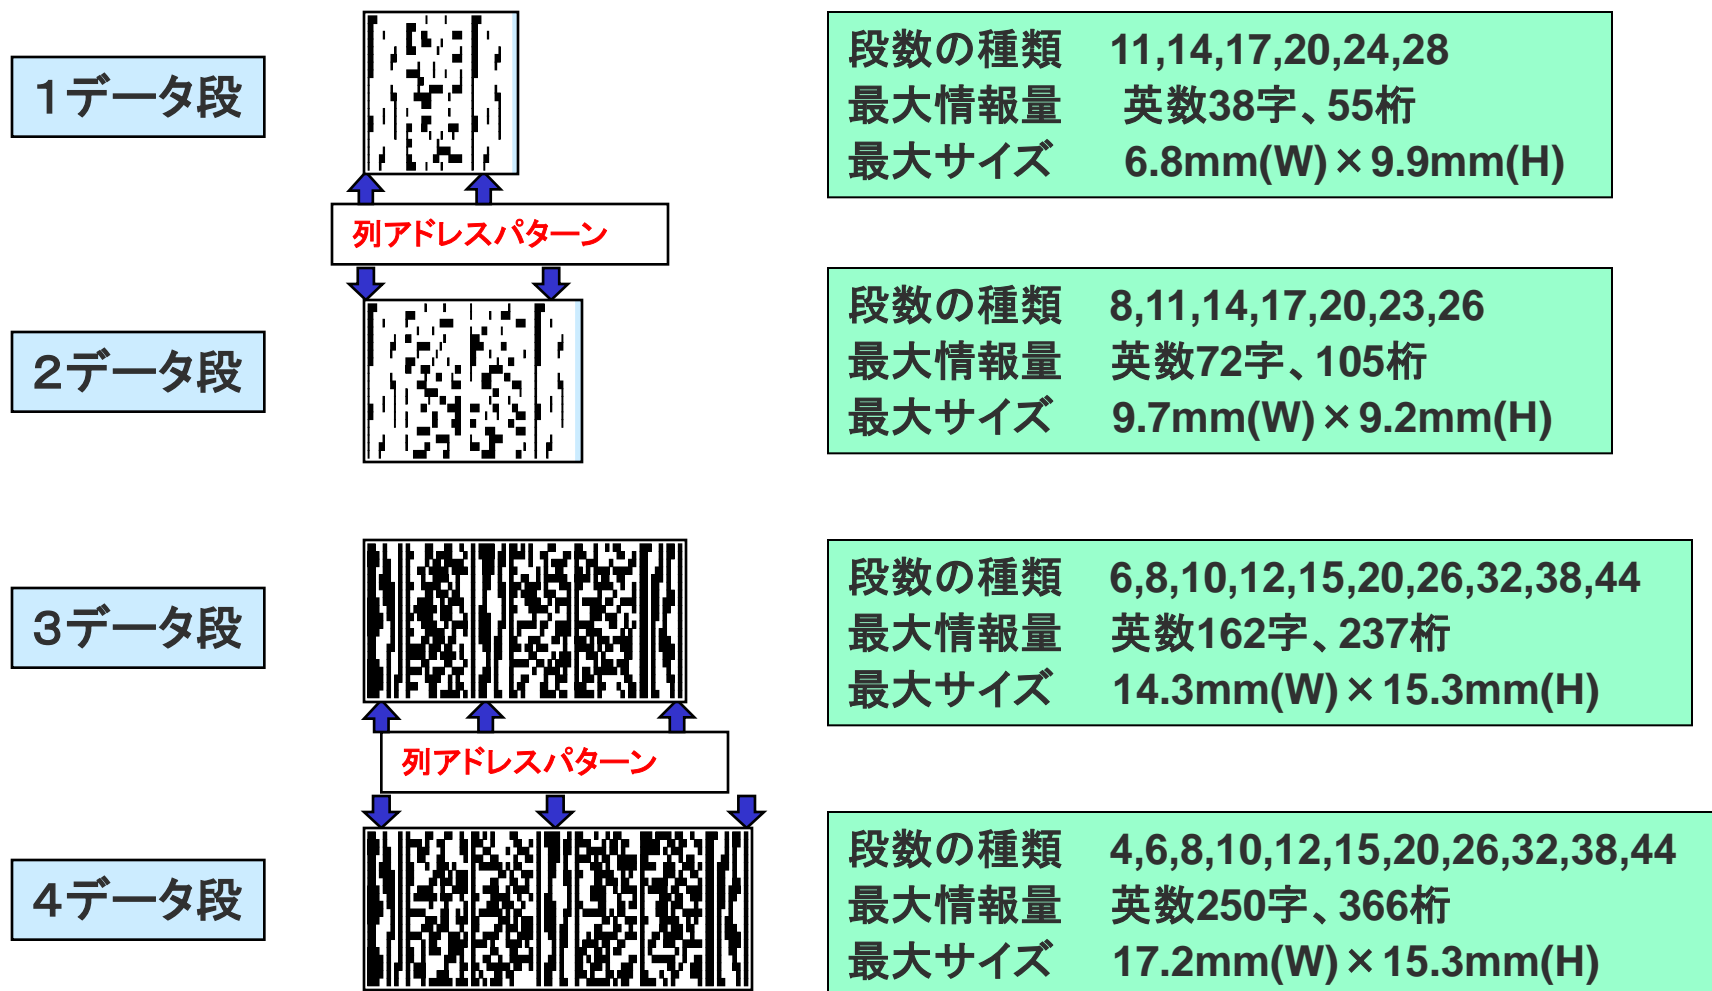 1データ段
段数の種類 11,14,17,20,24,28
最大情報量 英数38字、55桁
最大サイズ 6.8mm(W)×9.9mm(H)
列アドレスパターン
2データ段
段数の種類 8,11,14,17,20,23,26
最大情報量 英数72字、105桁
最大サイズ 9.7mm(W)×9.2mm(H)
3データ段
段数の種類 6,8,10,12,15,20,26,32,38,44
最大情報量 英数162字、237桁
最大サイズ 14.3mm(W)×15.3mm(H)
列アドレスパターン
4データ段
段数の種類 4,6,8,10,12,15,20,26,32,38,44
最大情報量 英数250字、366桁
最大サイズ 17.2mm(W)×15.3mm(H)